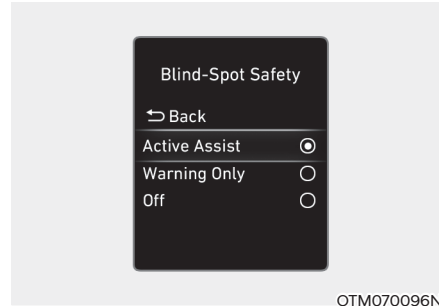 Blind-Spot Safety
Back
Active Assist
Warning Only
Off
OTM070096N